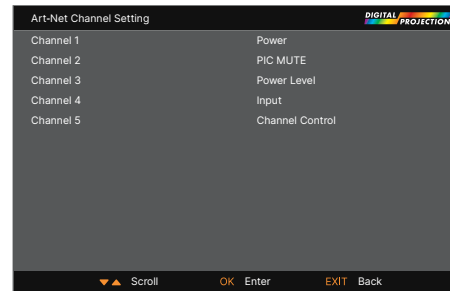 Art-Net Channel Setting
DIGITAL PROJECTION
Channel 1 Power
Channel 2 PIC MUTE
Channel 3 Power Level
Channel 4 Input
Channel 5 Channel Control
▼▲ Scroll OK Enter EXIT Back